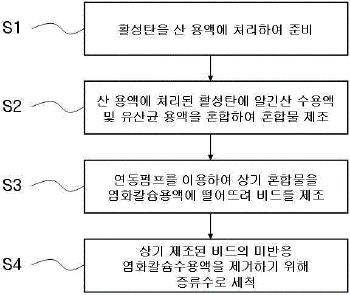 S1
활성탄을 산 용액에 처리하여 준비
S2
산 용액에 처리된 활성탄에 알긴산 수용액
및 유산균 용액을 혼합하여 혼합물 제조
S3
연동펌프를 이용하여 상기 혼합물을
염화칼슘용액에 떨어뜨려 비드를 제조
S4
상기 제조된 비드의 미반응
염화칼슘수용액을 제거하기 위해
증류수로 세척